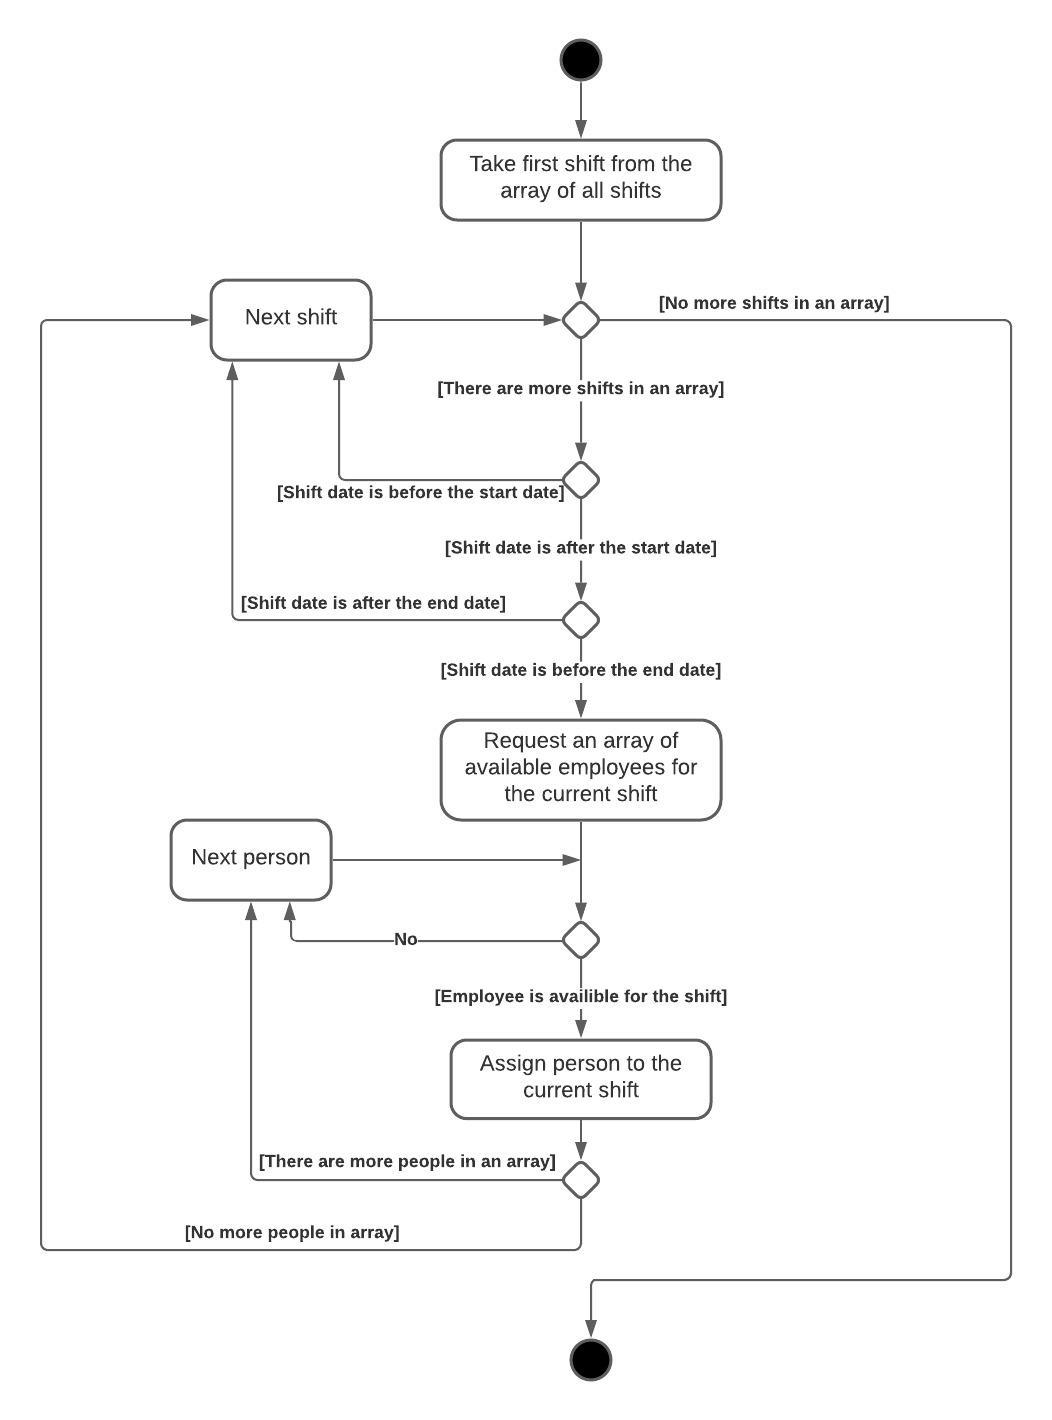 Take first shift from the
array of all shifts
Next shift
[No more shifts in an array]
[There are more shifts in an array]
[Shift date is before the start date]
[Shift date is after the start date]
[Shift date is after the end date]
[Shift date is before the end date]
Request an array of
available employees for
the current shift
Next person
No
[Employee is availible for the shift]
Assign person to the
current shift
[There are more people in an array]
[No more people in array]